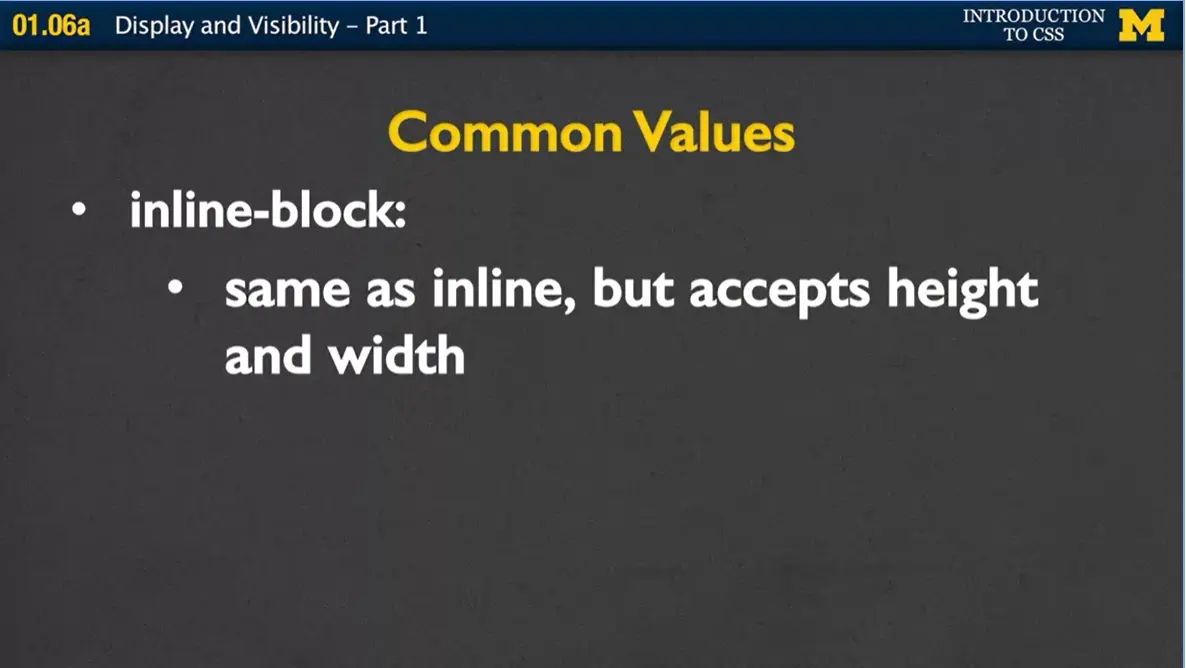 01.06a Display and Visibility – Part 1
INTRODUCTION
TO CSS
M
Common Values
• inline-block:
• same as inline, but accepts height
and width